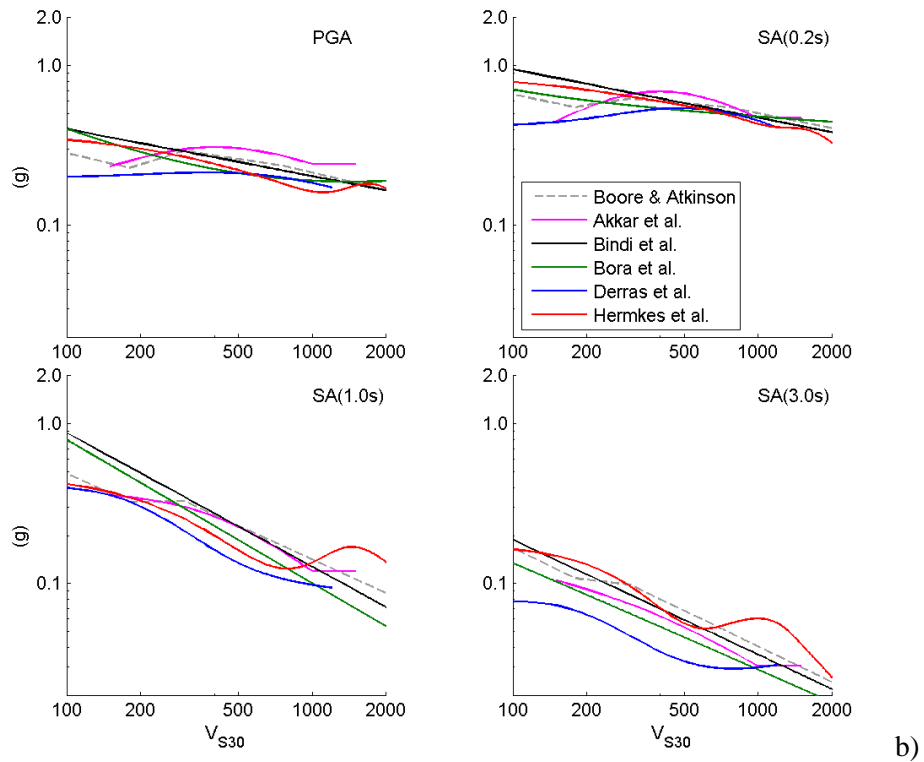 2.0
PGA
1.0
(g)
0.1
100 200 500 1000 2000
2.0
SA(0.2s)
1.0
0.1
Boore & Atkinson
Akkar et al.
Bindi et al.
Bora et al.
Derras et al.
Hermkes et al.
100 200 500 1000 2000
2.0
SA(1.0s)
1.0
(g)
0.1
100 200 500 1000 2000
V_S30
2.0
SA(3.0s)
1.0
0.1
100 200 500 1000 2000
V_S30
b)